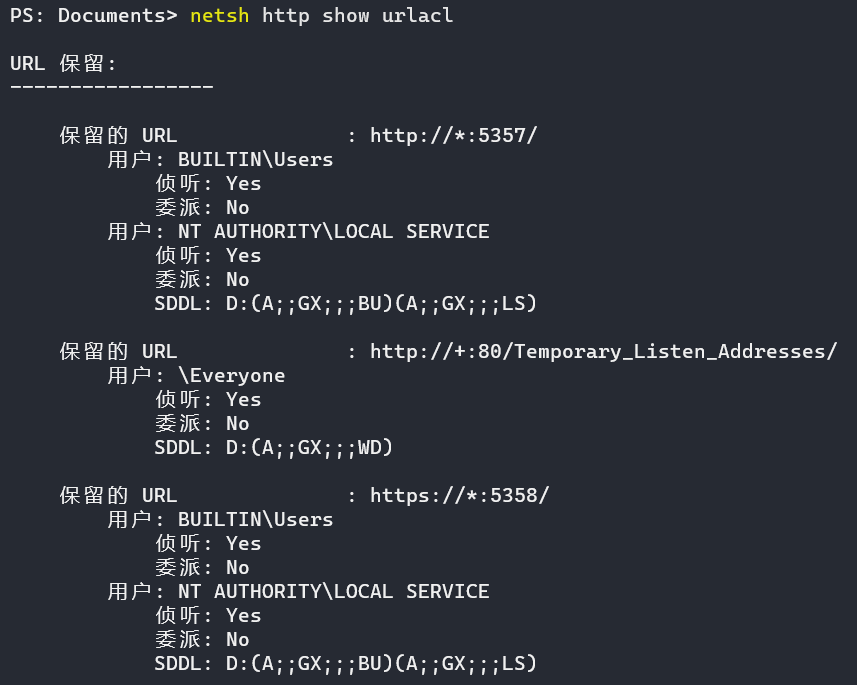 PS: Documents> netsh http show urlacl
URL 保留:
-----------------
保留的 URL              : http://*:5357/
用户: BUILTIN\Users
侦听: Yes
委派: No
用户: NT AUTHORITY\LOCAL SERVICE
侦听: Yes
委派: No
SDDL: D:(A;;GX;;;BU)(A;;GX;;;LS)
保留的 URL              : http://+:80/Temporary_Listen_Addresses/
用户: \Everyone
侦听: Yes
委派: No
SDDL: D:(A;;GX;;;WD)
保留的 URL              : https://*:5358/
用户: BUILTIN\Users
侦听: Yes
委派: No
用户: NT AUTHORITY\LOCAL SERVICE
侦听: Yes
委派: No
SDDL: D:(A;;GX;;;BU)(A;;GX;;;LS)